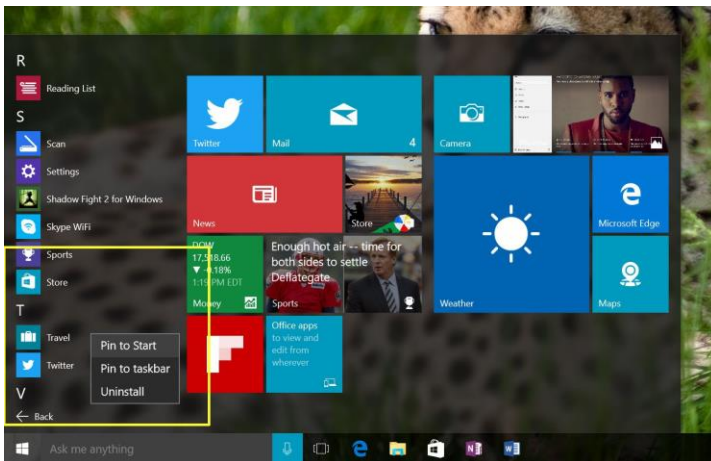 R
Reading List
S
Scan
Settings
Shadow Fight 2 for Windows
Skype WiFi
Sports
Store
T
Travel
Twitter
V
Back
Pin to Start
Pin to taskbar
Uninstall
Twitter
Mail
4
Camera
News
Store
Microsoft Edge
DOW
17,518.66
▼ -0.18%
1:19 PM EDT
Money
Enough hot air -- time for
both sides to settle
Deflategate
Sports
Weather
Maps
Office apps
to view and
edit from
wherever
Ask me anything